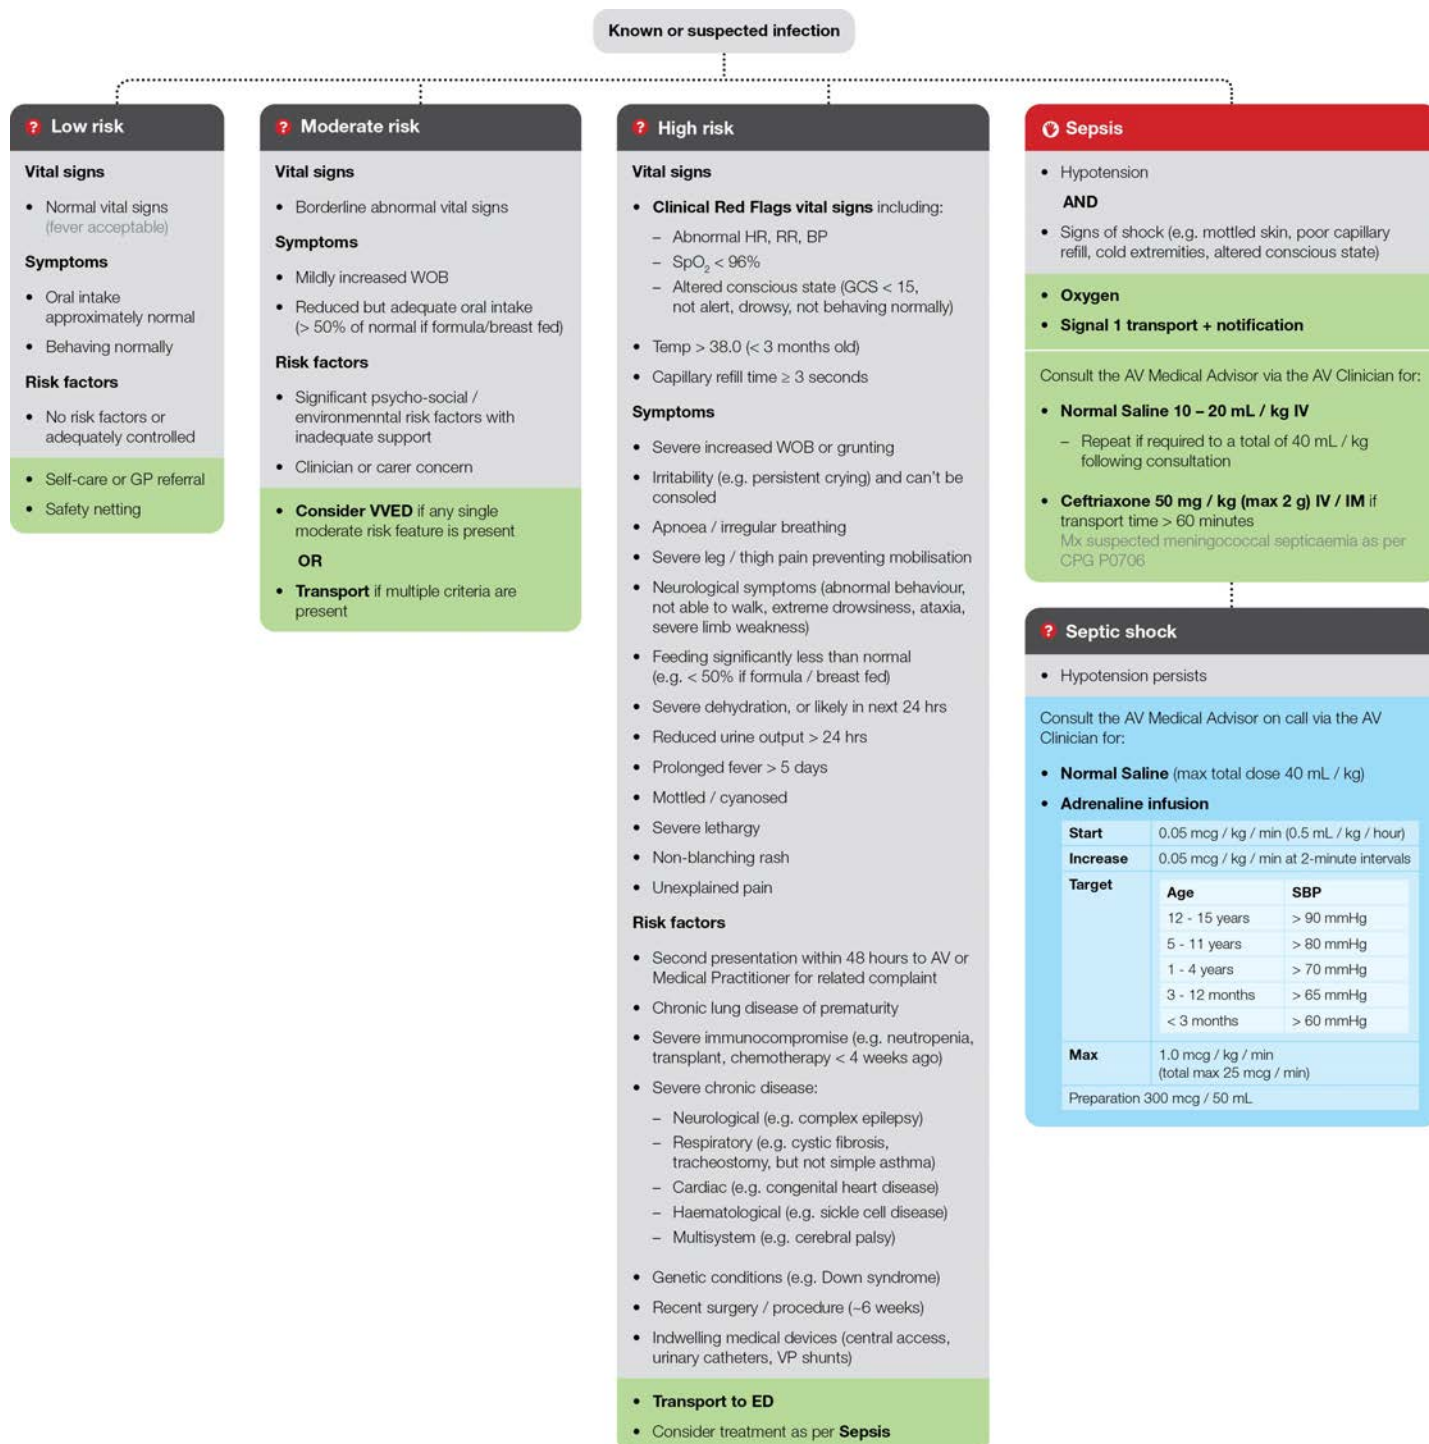 Known or suspected infection
Low risk
Vital signs
• Normal vital signs
(fever acceptable)
Symptoms
• Oral intake
approximately normal
• Behaving normally
Risk factors
• No risk factors or
adequately controlled
• Self-care or GP referral
• Safety netting
Moderate risk
Vital signs
• Borderline abnormal vital signs
Symptoms
• Mildly increased WOB
• Reduced but adequate oral intake
(> 50% of normal if formula/breast fed)
Risk factors
• Significant psycho-social /
environmenntal risk factors with
inadequate support
• Clinician or carer concern
• Consider VVED if any single
moderate risk feature is present
OR
• Transport if multiple criteria are
present
High risk
Vital signs
• Clinical Red Flags vital signs including:
– Abnormal HR, RR, BP
– SpO₂ < 96%
– Altered conscious state (GCS < 15,
not alert, drowsy, not behaving normally)
• Temp > 38.0 (< 3 months old)
• Capillary refill time ≥ 3 seconds
Symptoms
• Severe increased WOB or grunting
• Irritability (e.g. persistent crying) and can't be
consoled
• Apnoea / irregular breathing
• Severe leg / thigh pain preventing mobilisation
• Neurological symptoms (abnormal behaviour,
not able to walk, extreme drowsiness, ataxia,
severe limb weakness)
• Feeding significantly less than normal
(e.g. < 50% if formula / breast fed)
• Severe dehydration, or likely in next 24 hrs
• Reduced urine output > 24 hrs
• Prolonged fever > 5 days
• Mottled / cyanosed
• Severe lethargy
• Non-blanching rash
• Unexplained pain
Risk factors
• Second presentation within 48 hours to AV or
Medical Practitioner for related complaint
• Chronic lung disease of prematurity
• Severe immunocompromise (e.g. neutropenia,
transplant, chemotherapy < 4 weeks ago)
• Severe chronic disease:
– Neurological (e.g. complex epilepsy)
– Respiratory (e.g. cystic fibrosis,
tracheostomy, but not simple asthma)
– Cardiac (e.g. congenital heart disease)
– Haematological (e.g. sickle cell disease)
– Multisystem (e.g. cerebral palsy)
• Genetic conditions (e.g. Down syndrome)
• Recent surgery / procedure (~6 weeks)
• Indwelling medical devices (central access,
urinary catheters, VP shunts)
• Transport to ED
• Consider treatment as per Sepsis
Sepsis
• Hypotension
AND
• Signs of shock (e.g. mottled skin, poor capillary
refill, cold extremities, altered conscious state)
• Oxygen
• Signal 1 transport + notification
Consult the AV Medical Advisor via the AV Clinician for:
• Normal Saline 10 – 20 mL / kg IV
– Repeat if required to a total of 40 mL / kg
following consultation
• Ceftriaxone 50 mg / kg (max 2 g) IV / IM if
transport time > 60 minutes
Mx suspected meningococcal septicaemia as per
CPG P0706
Septic shock
• Hypotension persists
Consult the AV Medical Advisor on call via the AV
Clinician for:
• Normal Saline (max total dose 40 mL / kg)
• Adrenaline infusion
Start 0.05 mcg / kg / min (0.5 mL / kg / hour)
Increase 0.05 mcg / kg / min at 2-minute intervals
Target Age SBP
12 - 15 years > 90 mmHg
5 - 11 years > 80 mmHg
1 - 4 years > 70 mmHg
3 - 12 months > 65 mmHg
< 3 months > 60 mmHg
Max 1.0 mcg / kg / min
(total max 25 mcg / min)
Preparation 300 mcg / 50 mL